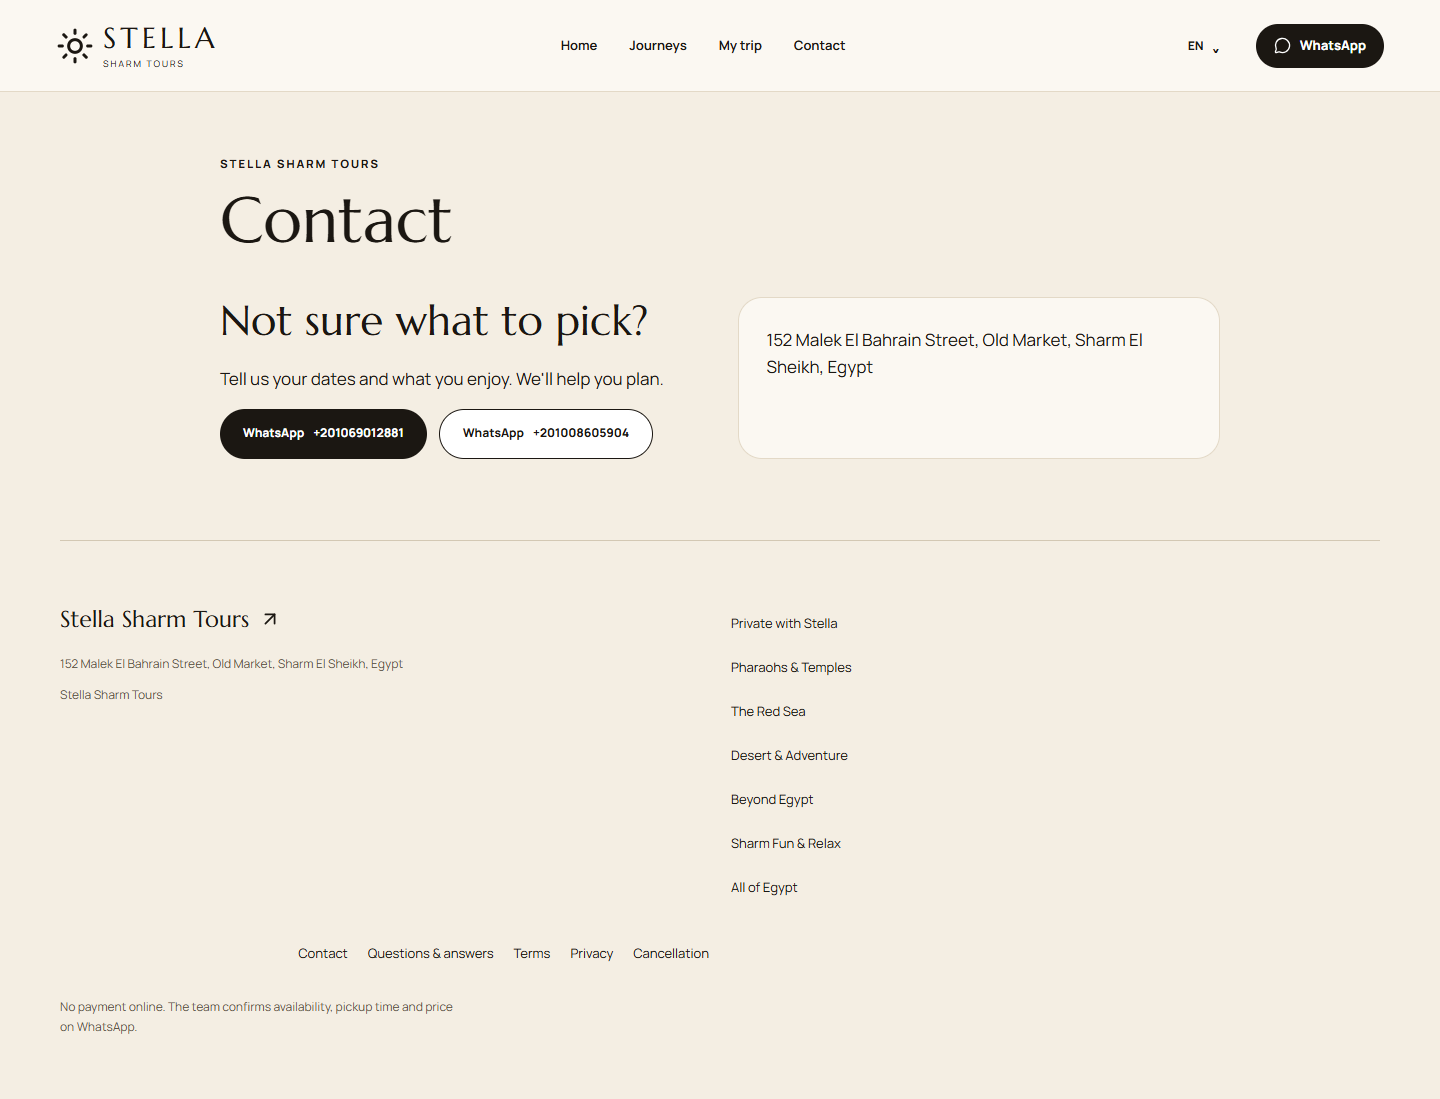 STELLA
SHARM TOURS
Home
Journeys
My trip
Contact
EN
WhatsApp
STELLA SHARM TOURS
Contact
Not sure what to pick?
Tell us your dates and what you enjoy. We'll help you plan.
WhatsApp +201069012881
WhatsApp +201008605904
152 Malek El Bahrain Street, Old Market, Sharm El
Sheikh, Egypt
Stella Sharm Tours
152 Malek El Bahrain Street, Old Market, Sharm El Sheikh, Egypt
Stella Sharm Tours
Private with Stella
Pharaohs & Temples
The Red Sea
Desert & Adventure
Beyond Egypt
Sharm Fun & Relax
All of Egypt
Contact
Questions & answers
Terms
Privacy
Cancellation
No payment online. The team confirms availability, pickup time and price
on WhatsApp.